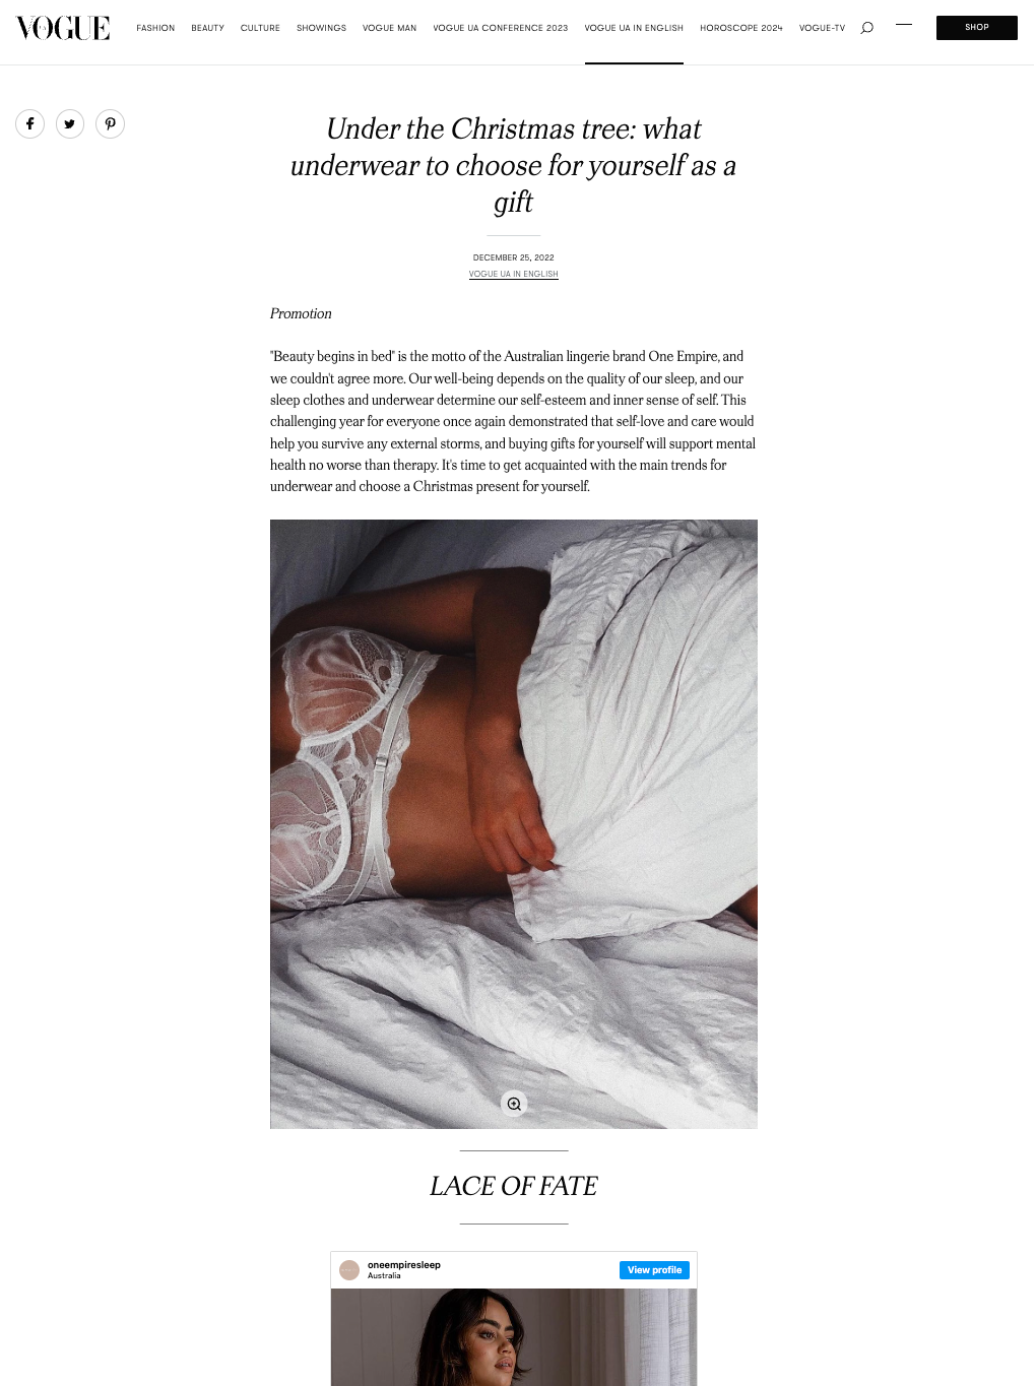 VOGUE
FASHION BEAUTY CULTURE SHOWINGS VOGUE MAN VOGUE UA CONFERENCE 2023 VOGUE UA IN ENGLISH HOROSCOPE 2024 VOGUE-TV
SHOP
Under the Christmas tree: what
underwear to choose for yourself as a
gift
DECEMBER 25, 2022
VOGUE UA IN ENGLISH
Promotion
"Beauty begins in bed" is the motto of the Australian lingerie brand One Empire, and
we couldn't agree more. Our well-being depends on the quality of our sleep, and our
sleep clothes and underwear determine our self-esteem and inner sense of self. This
challenging year for everyone once again demonstrated that self-love and care would
help you survive any external storms, and buying gifts for yourself will support mental
health no worse than therapy. It's time to get acquainted with the main trends for
underwear and choose a Christmas present for yourself.
LACE OF FATE
oneempiresleep
Australia
View profile